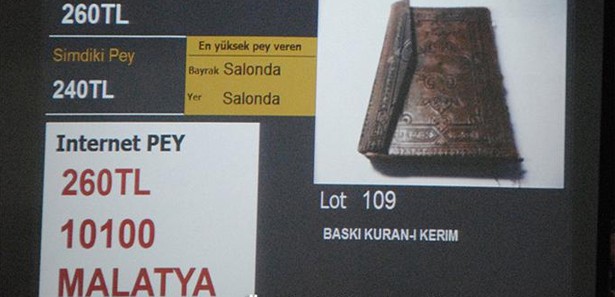 260TL
Simdiki Pey
240TL
En yüksek pey veren
Bayrak Salonda
Yer Salonda
Internet PEY
260TL
10100
MALATYA
Lot 109
BASKI KURAN-I KERIM